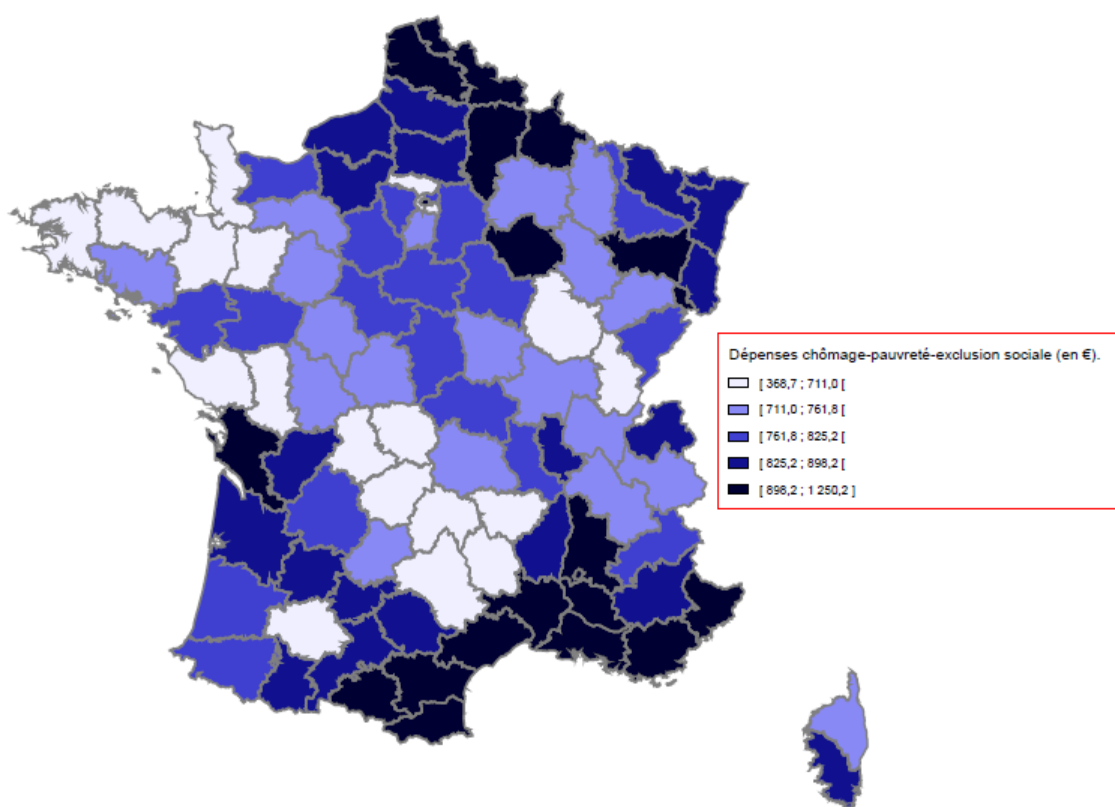 Dépenses chômage-pauvreté-exclusion sociale (en €).
[ 368,7 ; 711,0 [
[ 711,0 ; 761,8 [
[ 761,8 ; 825,2 [
[ 825,2 ; 898,2 [
[ 898,2 ; 1 250,2 ]